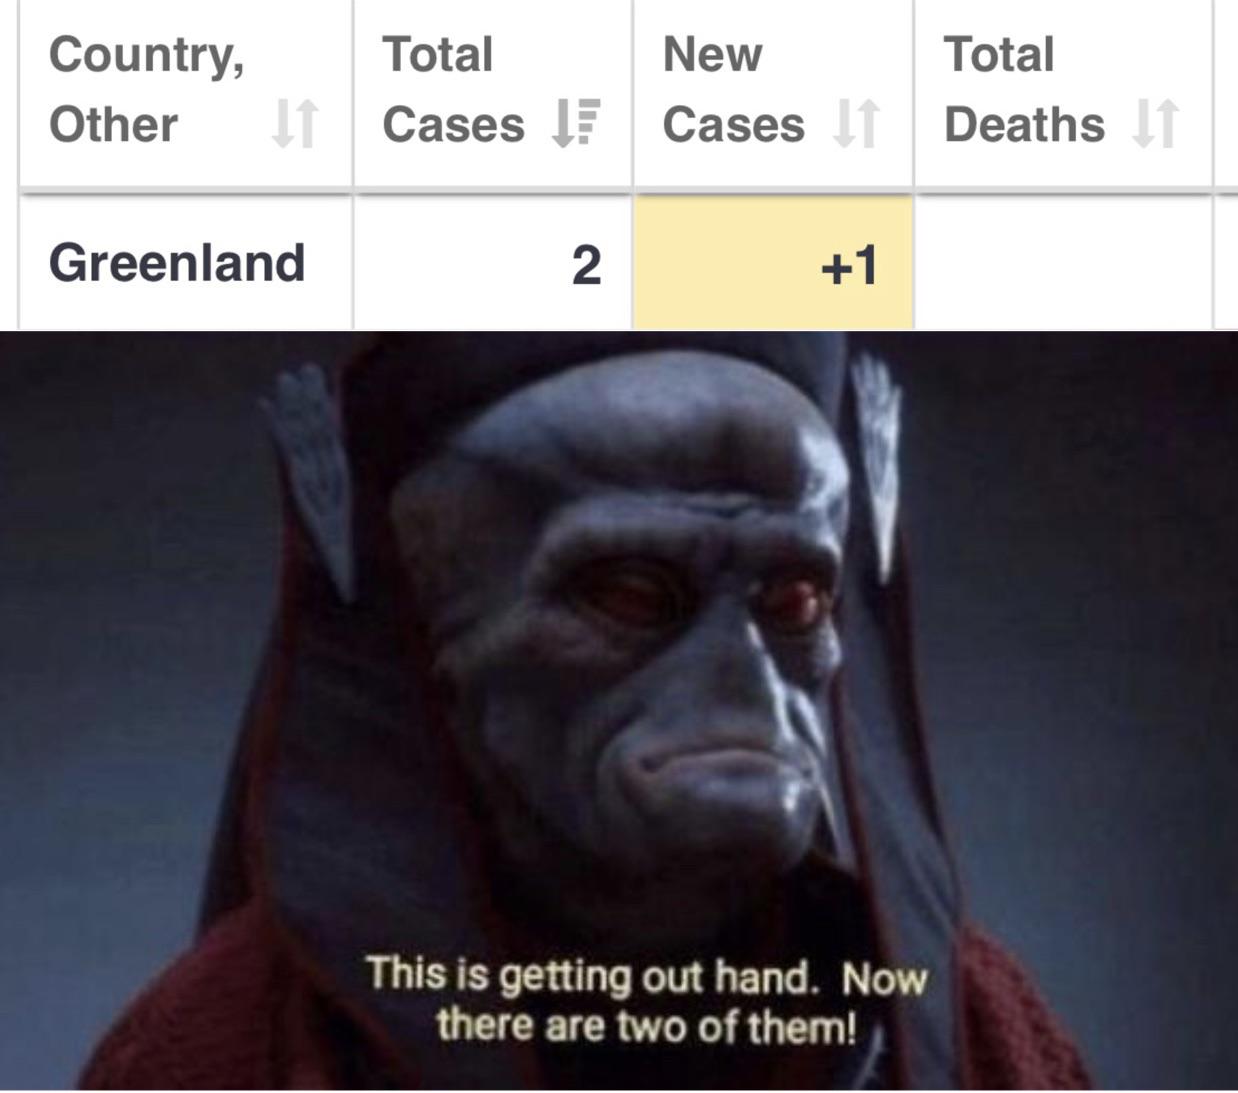 Country, Other
Total Cases
New Cases
Total Deaths
Greenland 2 +1
This is getting out hand. Now
there are two of them!